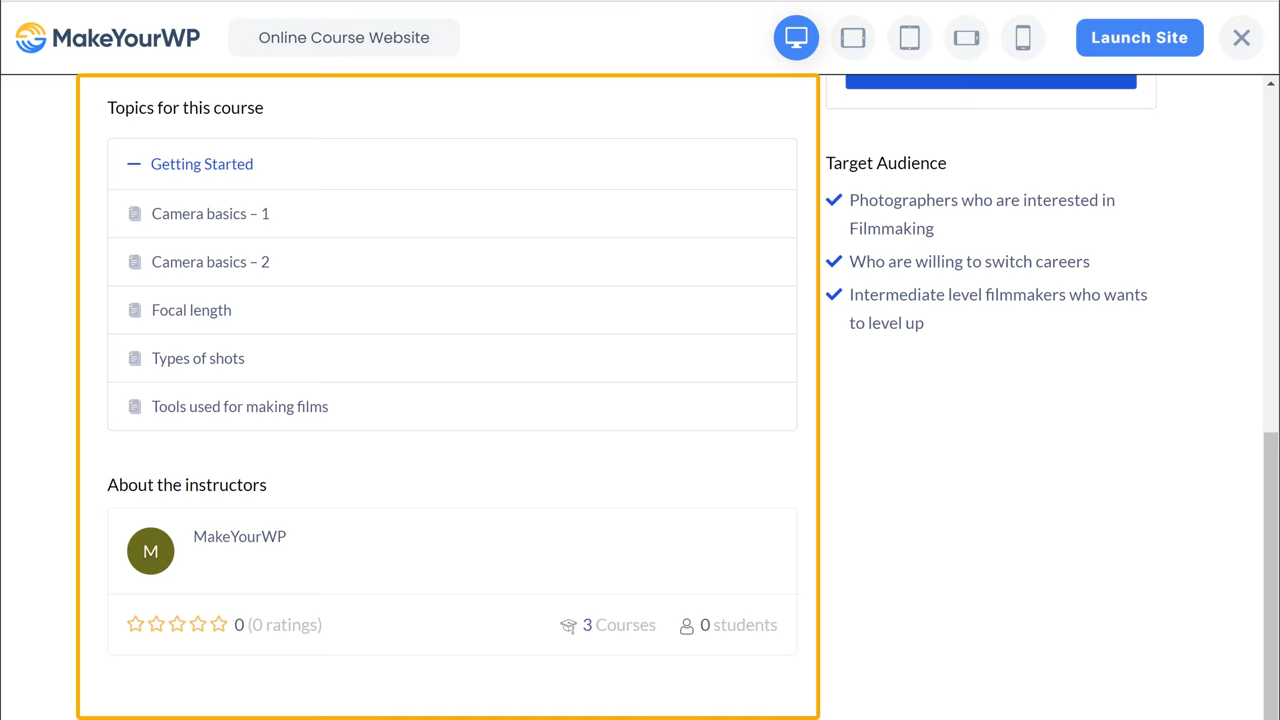 MakeYourWP
Online Course Website
Launch Site
Topics for this course
Getting Started
Camera basics – 1
Camera basics – 2
Focal length
Types of shots
Tools used for making films
About the instructors
M
MakeYourWP
0 (0 ratings)
3 Courses
0 students
Target Audience
Photographers who are interested in
Filmmaking
Who are willing to switch careers
Intermediate level filmmakers who wants
to level up